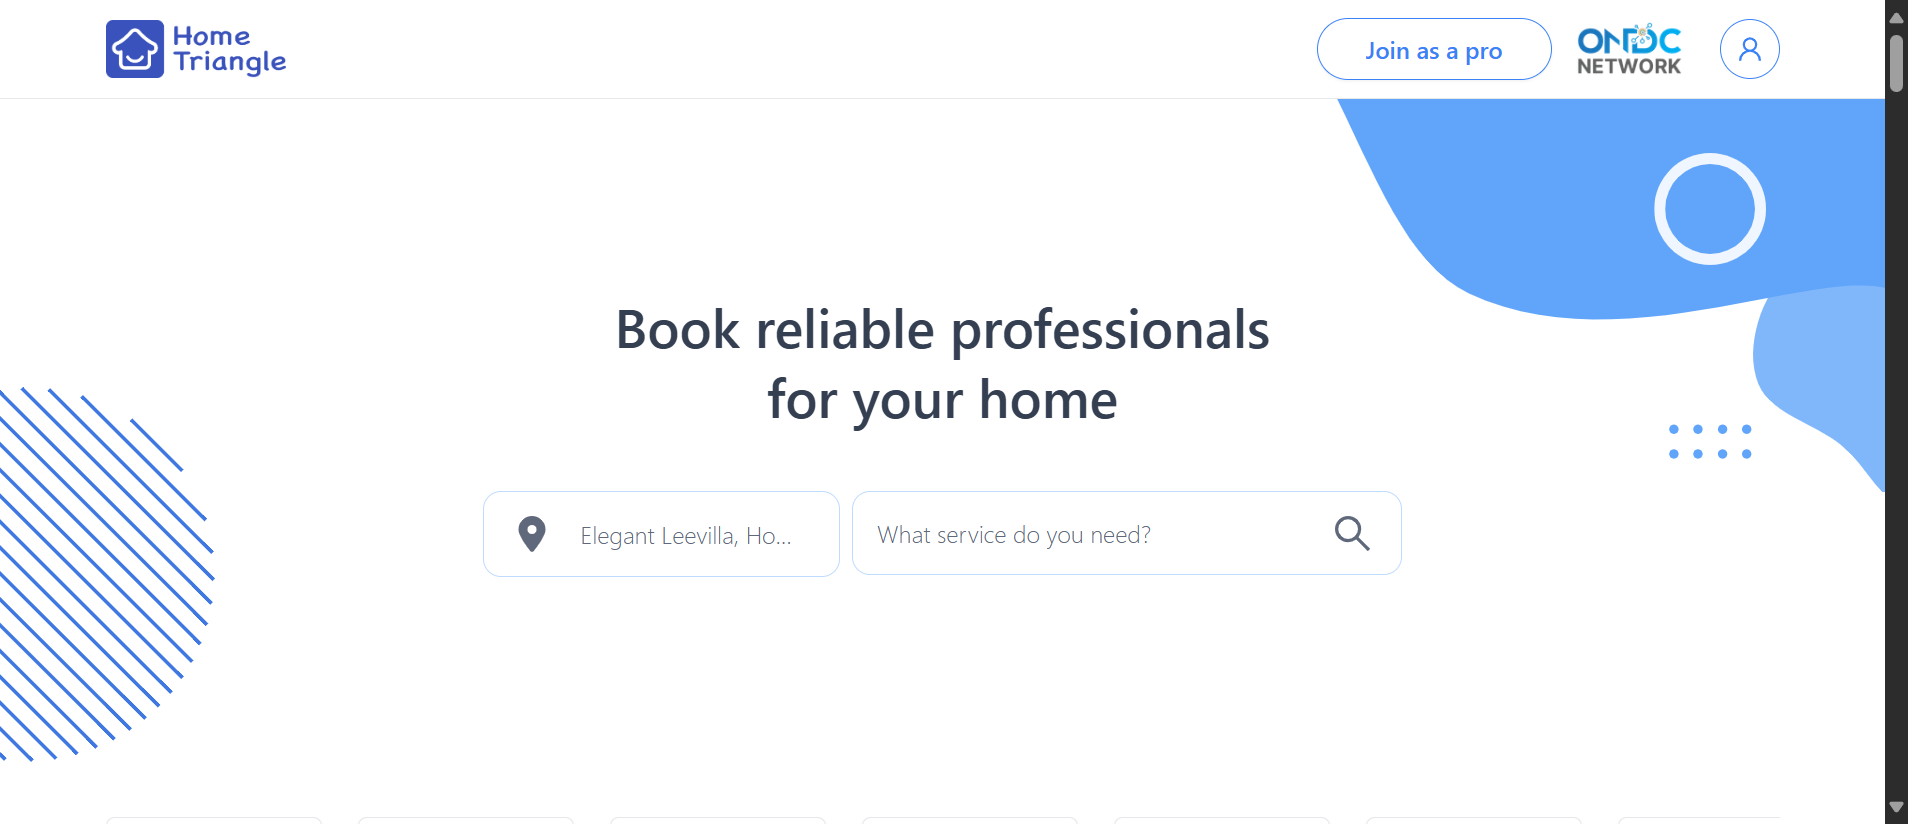 Home
Triangle
Join as a pro
ONDC
NETWORK
Book reliable professionals
for your home
Elegant Leevilla, Ho...
What service do you need?